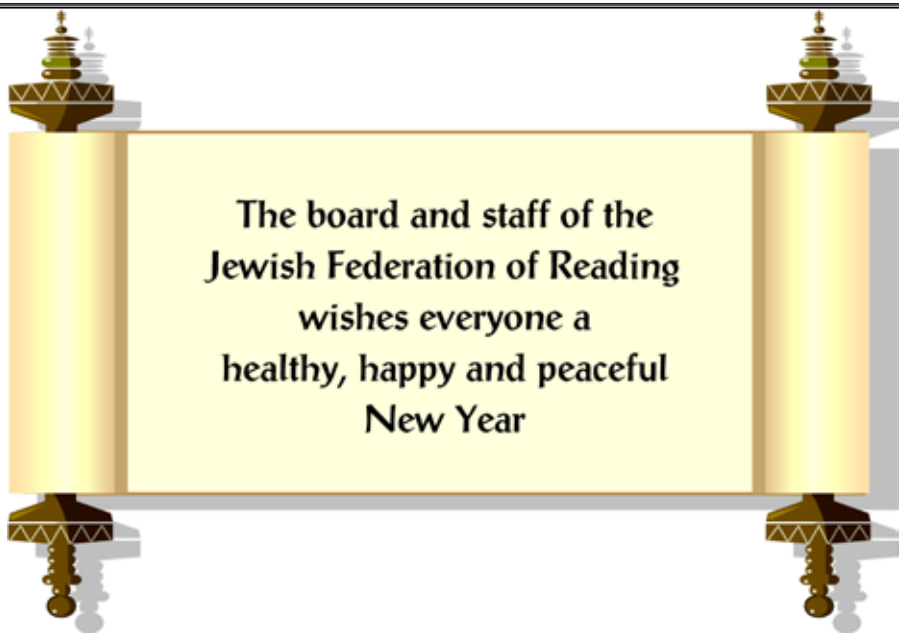 The board and staff of the
Jewish Federation of Reading
wishes everyone a
healthy, happy and peaceful
New Year